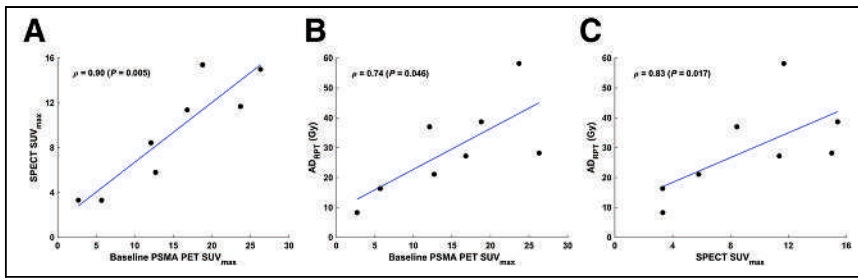 A
ρ = 0.90 (P = 0.005)
SPECT SUVmax
16
12
8
4
0
0 5 10 15 20 25 30
Baseline PSMA PET SUVmax
B
ρ = 0.74 (P = 0.046)
ADRPT (Gy)
60
50
40
30
20
10
0
0 5 10 15 20 25 30
Baseline PSMA PET SUVmax
C
ρ = 0.83 (P = 0.017)
ADRPT (Gy)
60
50
40
30
20
10
0
0 4 8 12 16
SPECT SUVmax